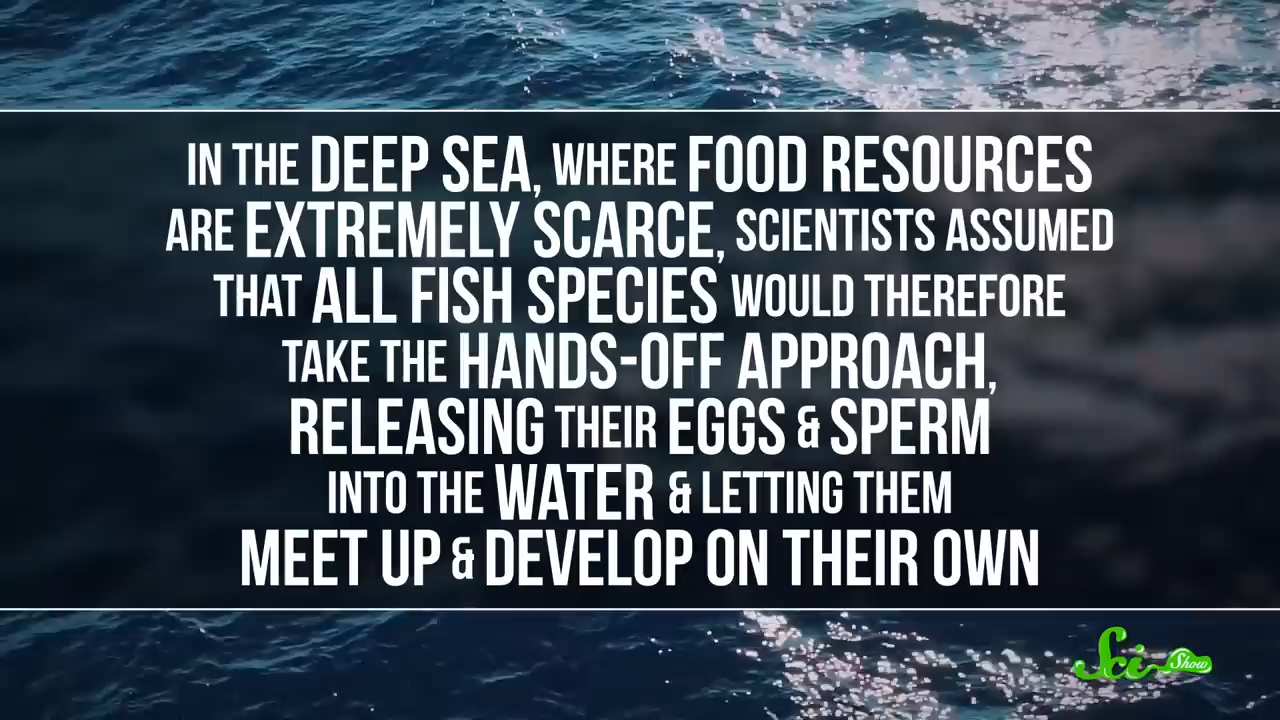 IN THE DEEP SEA, WHERE FOOD RESOURCES
ARE EXTREMELY SCARCE, SCIENTISTS ASSUMED
THAT ALL FISH SPECIES WOULD THEREFORE
TAKE THE HANDS-OFF APPROACH,
RELEASING THEIR EGGS & SPERM
INTO THE WATER & LETTING THEM
MEET UP & DEVELOP ON THEIR OWN
Sci Show